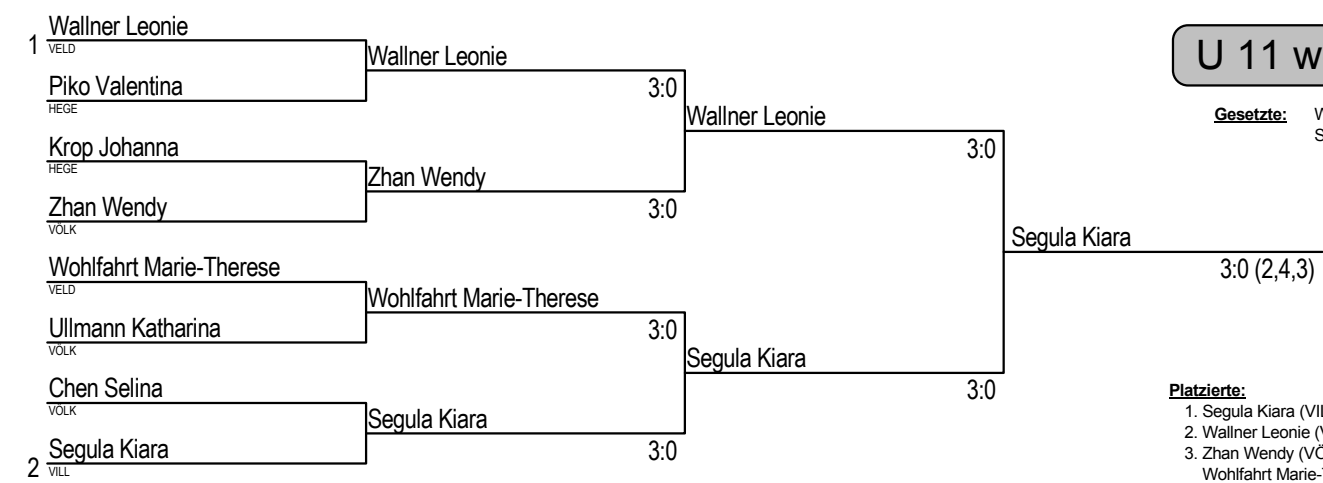 Wallner Leonie
1 VELD
Wallner Leonie
Piko Valentina
3:0
HEGE
Wallner Leonie
Krop Johanna
3:0
HEGE
Zhan Wendy
Zhan Wendy
3:0
VÖLK
Segula Kiara
Wohlfahrt Marie-Therese
3:0 (2,4,3)
VELD
Wohlfahrt Marie-Therese
Ullmann Katharina
3:0
VÖLK
Segula Kiara
Chen Selina
3:0
VÖLK
Segula Kiara
Segula Kiara
3:0
2 VILL
U 11 w
Gesetzte:
Platzierte:
1. Segula Kiara
2. Wallner Leonie
3. Zhan Wendy
Wohlfahrt